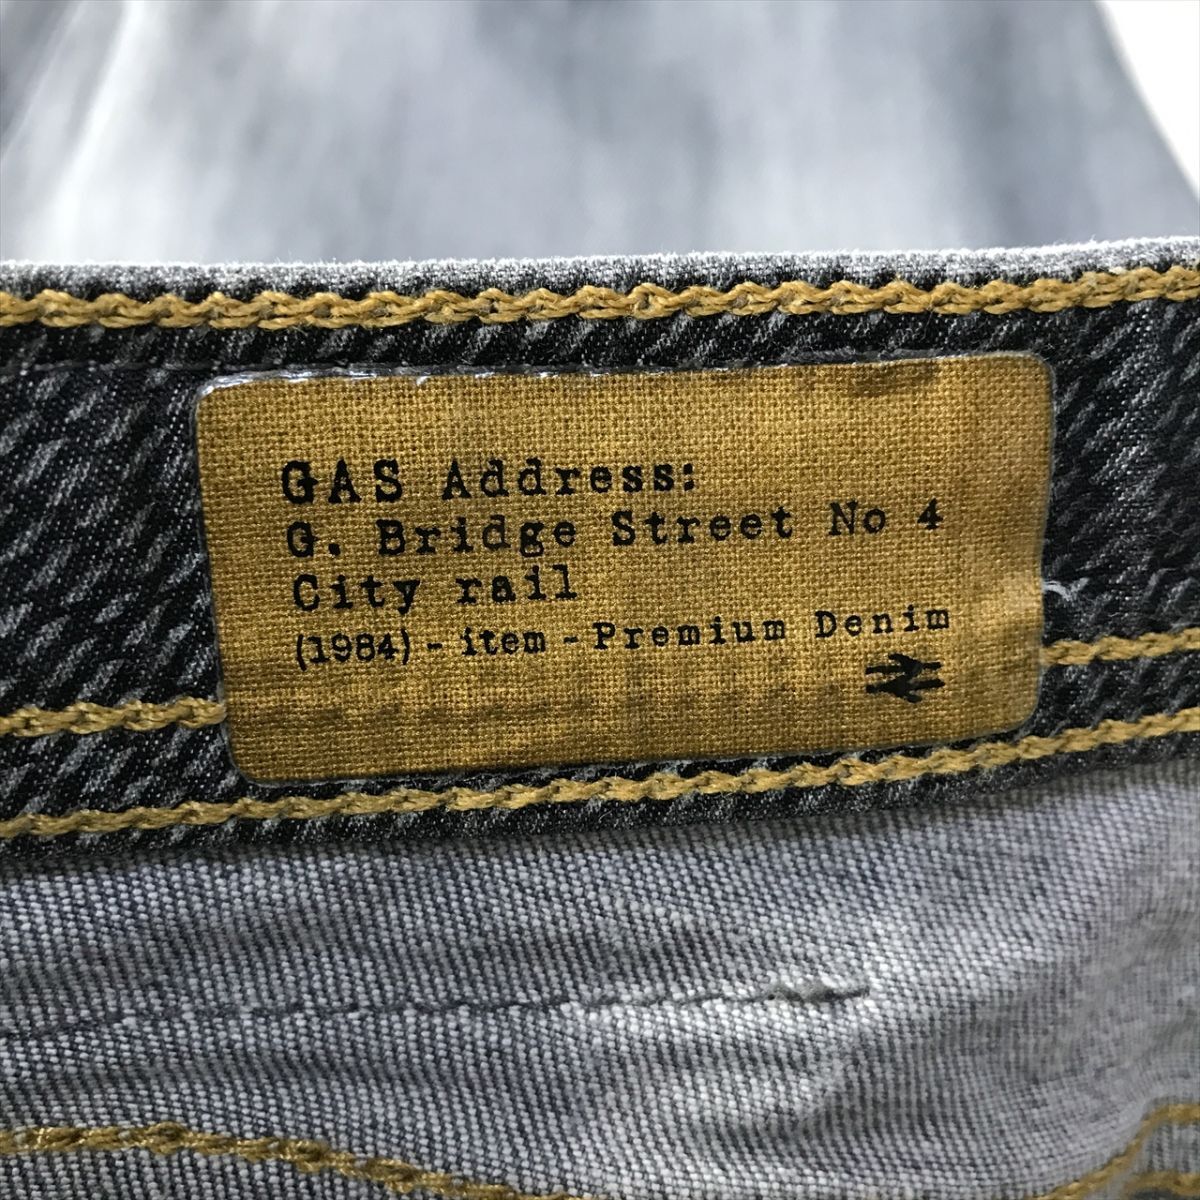 GAS Address:
G. Bridge Street No 4
City rail
(1984) - item - Premium Denim